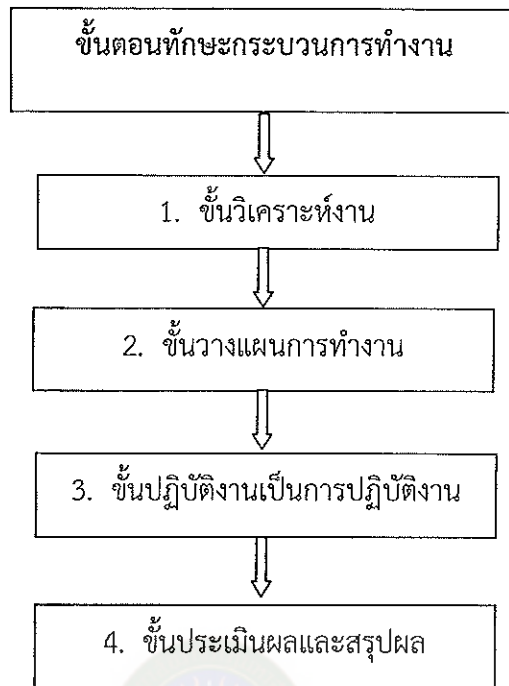 ขั้นตอนทักษะกระบวนการทำงาน
1. ขั้นวิเคราะห์งาน
2. ขั้นวางแผนการทำงาน
3. ขั้นปฏิบัติงานเป็นการปฏิบัติงาน
4. ขั้นประเมินผลและสรุปผล